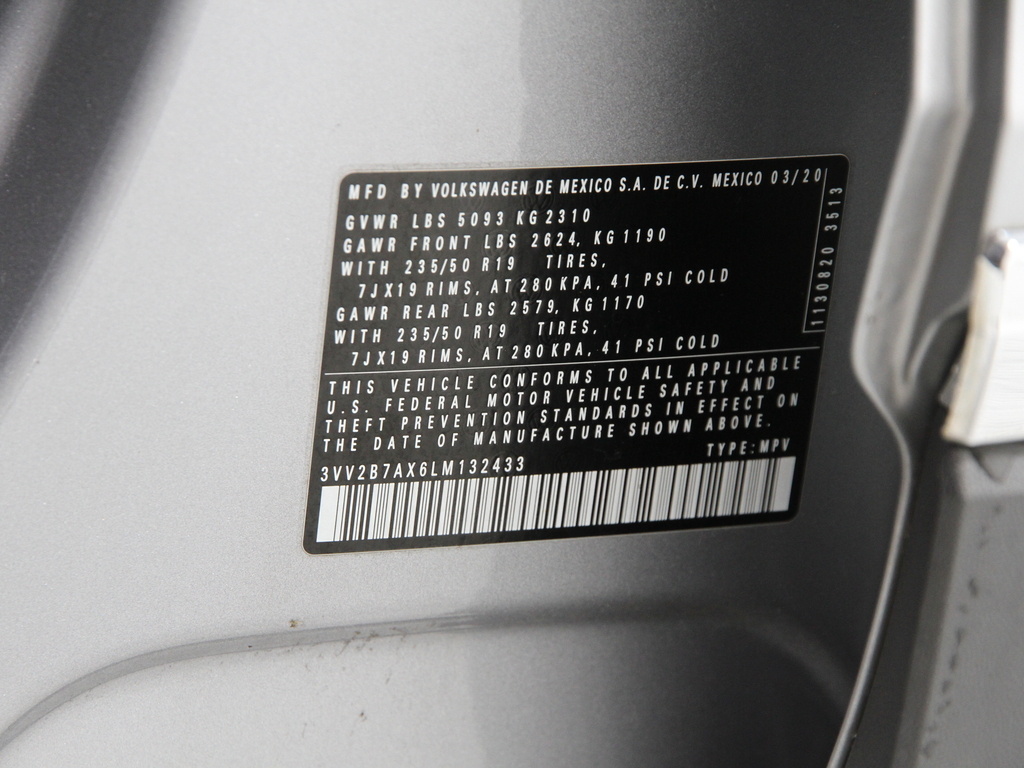 MFD BY VOLKSWAGEN DE MEXICO S.A. DE C.V. MEXICO 03/20
GVWR LBS 5093 KG 2310
GAWR FRONT LBS 2624, KG 1190
WITH 235/50 R19 TIRES,
7JX19 RIMS, AT 280 KPA, 41 PSI COLD
GAWR REAR LBS 2579, KG 1170
WITH 235/50 R19 TIRES,
7JX19 RIMS, AT 280 KPA, 41 PSI COLD
1130820 3513
THIS VEHICLE CONFORMS TO ALL APPLICABLE
U.S. FEDERAL MOTOR VEHICLE SAFETY AND
THEFT PREVENTION STANDARDS IN EFFECT ON
THE DATE OF MANUFACTURE SHOWN ABOVE.
TYPE: MPV
3VV2B7AX6LM132433